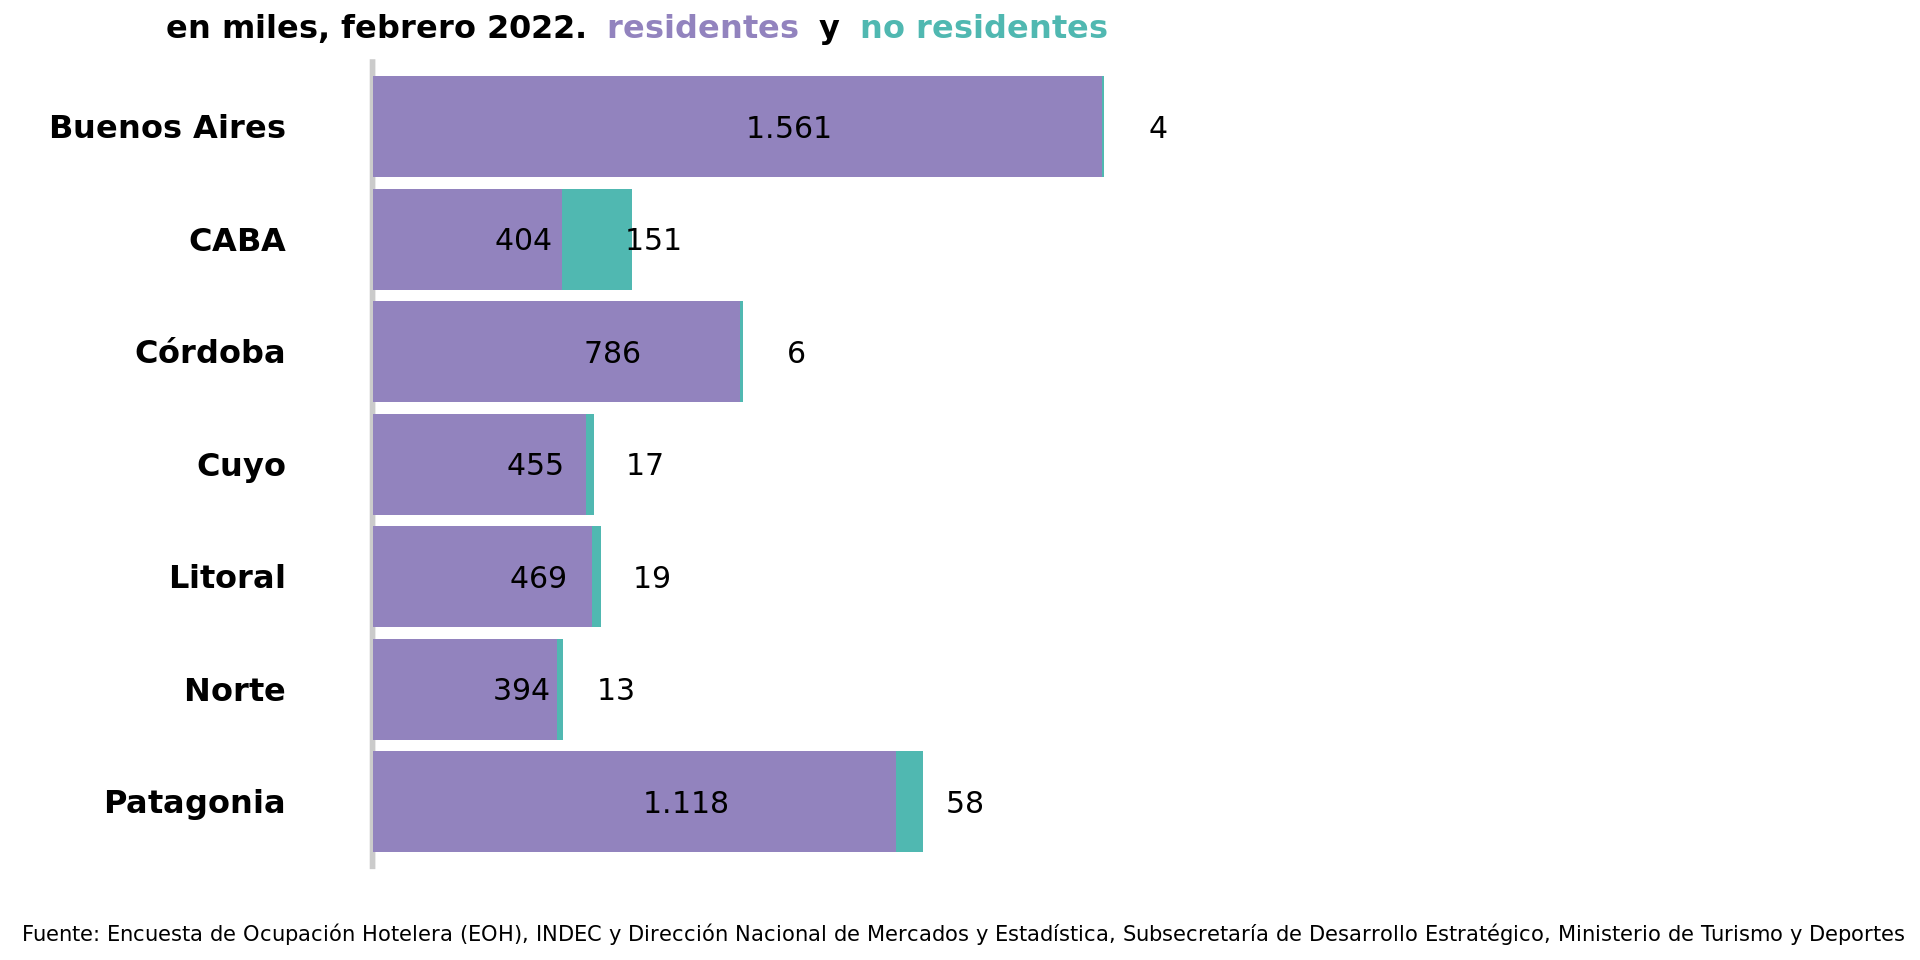 en miles, febrero 2022. residentes y no residentes
Buenos Aires 1.561 4
CABA 404 151
Córdoba 786 6
Cuyo 455 17
Litoral 469 19
Norte 394 13
Patagonia 1.118 58
Fuente: Encuesta de Ocupación Hotelera (EOH), INDEC y Dirección Nacional de Mercados y Estadística, Subsecretaría de Desarrollo Estratégico, Ministerio de Turismo y Deportes